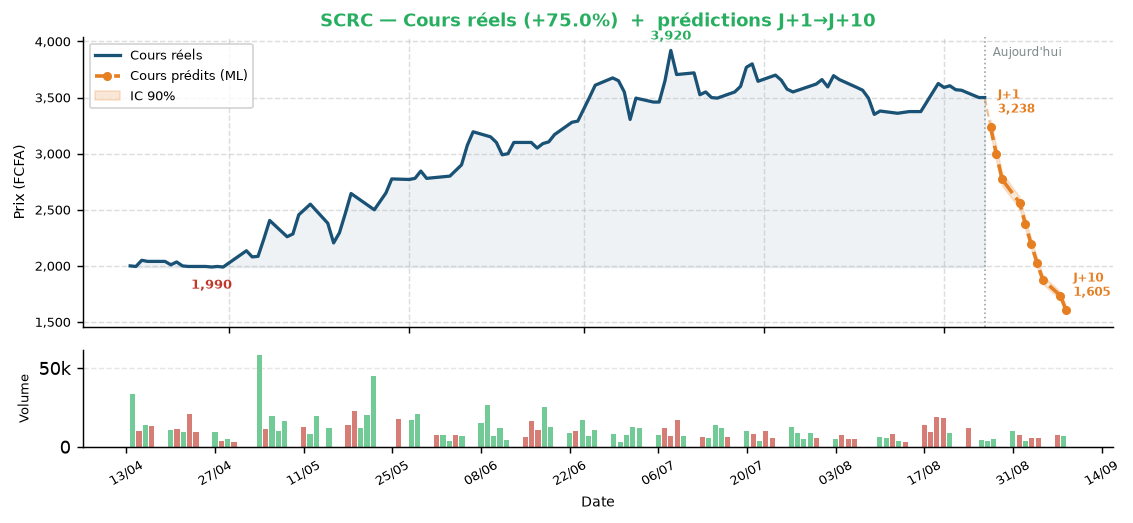 SCRC — Cours réels (+75.0%)  +  prédictions J+1→J+10
Cours réels
Cours prédits (ML)
IC 90%
3,920
Aujourd'hui
J+1
3,238
J+10
1,605
1,990
Prix (FCFA)
4,000
3,500
3,000
2,500
2,000
1,500
Volume
50k
0
13/04
27/04
11/05
25/05
08/06
22/06
06/07
20/07
03/08
17/08
31/08
14/09
Date